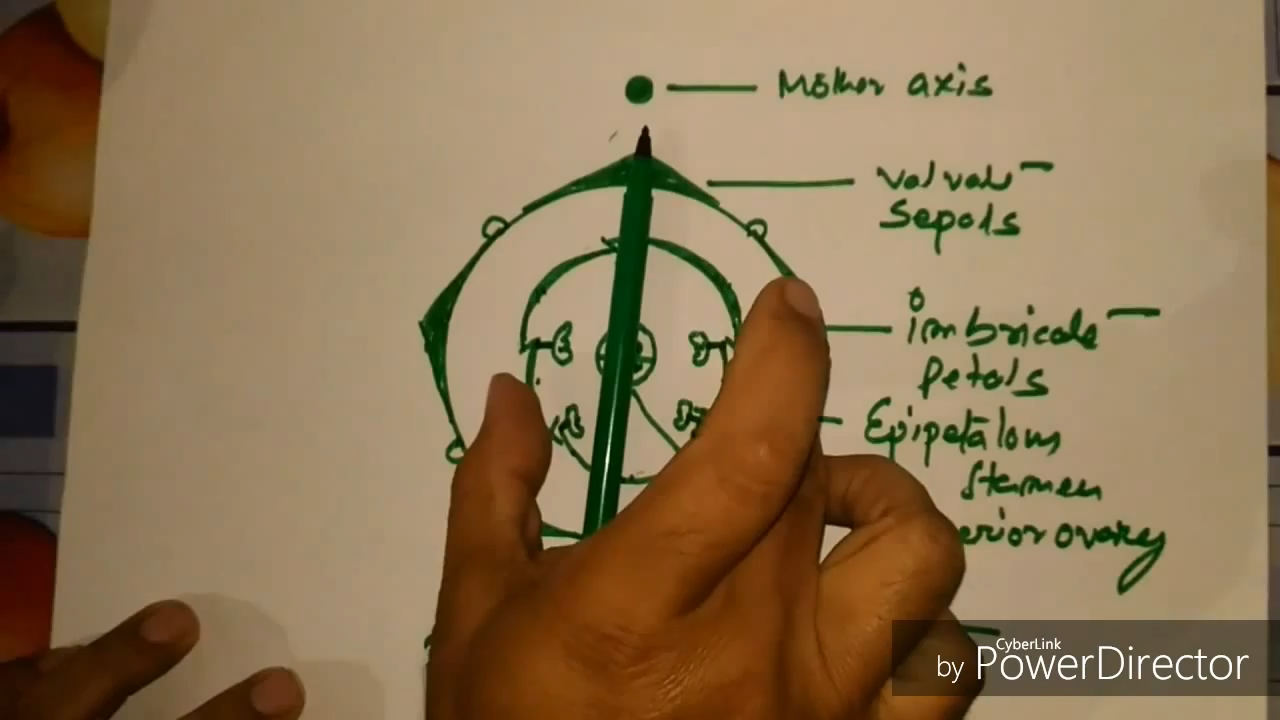 Mother axis
Valvate
Sepals
imbricate
Petals
Epipetalous
Stamen
erior ovary
CyberLink
by PowerDirector